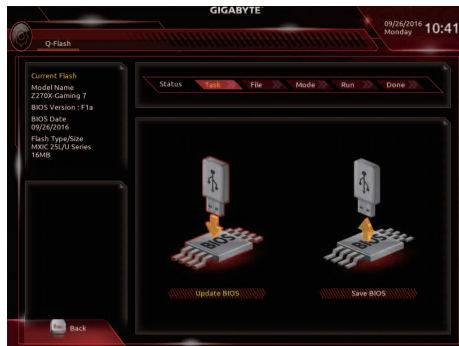 GIGABYTE
09/26/2016
Monday
10:41
Q-Flash
Current Flash
Model Name
Z270X-Gaming 7
BIOS Version : F1a
BIOS Date
09/26/2016
Flash Type/Size
MXIC 25L/U Series
16MB
Status Task File Mode Run Done
BIOS
BIOS
Update BIOS
Save BIOS
Esc Back